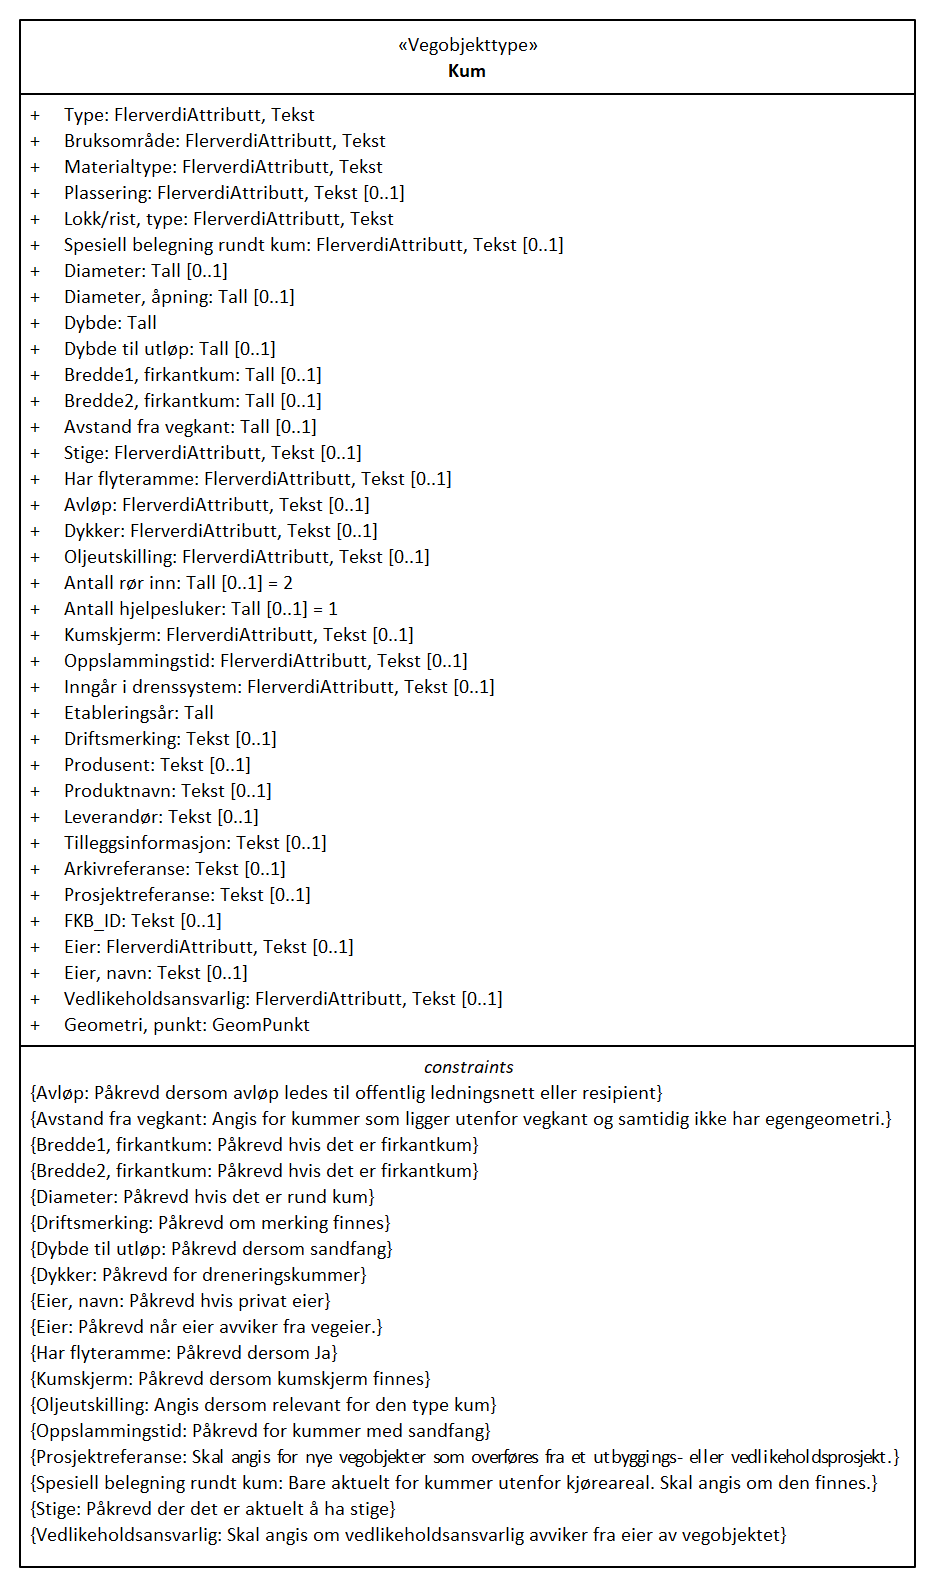 «Vegobjekttype»
Kum
+ Type: FlerverdiAttributt, Tekst
+ Bruksområde: FlerverdiAttributt, Tekst
+ Materialtype: FlerverdiAttributt, Tekst
+ Plassering: FlerverdiAttributt, Tekst [0..1]
+ Lokk/rist, type: FlerverdiAttributt, Tekst
+ Spesiell belegning rundt kum: FlerverdiAttributt, Tekst [0..1]
+ Diameter: Tall [0..1]
+ Diameter, åpning: Tall [0..1]
+ Dybde: Tall
+ Dybde til utløp: Tall [0..1]
+ Bredde1, firkantkum: Tall [0..1]
+ Bredde2, firkantkum: Tall [0..1]
+ Avstand fra vegkant: Tall [0..1]
+ Stige: FlerverdiAttributt, Tekst [0..1]
+ Har flyteramme: FlerverdiAttributt, Tekst [0..1]
+ Avløp: FlerverdiAttributt, Tekst [0..1]
+ Dykker: FlerverdiAttributt, Tekst [0..1]
+ Oljeutskilling: FlerverdiAttributt, Tekst [0..1]
+ Antall rør inn: Tall [0..1] = 2
+ Antall hjelpesluker: Tall [0..1] = 1
+ Kumskjerm: FlerverdiAttributt, Tekst [0..1]
+ Oppslammingstid: FlerverdiAttributt, Tekst [0..1]
+ Inngår i drenssystem: FlerverdiAttributt, Tekst [0..1]
+ Etableringsår: Tall
+ Driftsmerking: Tekst [0..1]
+ Produsent: Tekst [0..1]
+ Produktnavn: Tekst [0..1]
+ Leverandør: Tekst [0..1]
+ Tilleggsinformasjon: Tekst [0..1]
+ Arkivreferanse: Tekst [0..1]
+ Prosjektreferanse: Tekst [0..1]
+ FKB_ID: Tekst [0..1]
+ Eier: FlerverdiAttributt, Tekst [0..1]
+ Eier, navn: Tekst [0..1]
+ Vedlikeholdsansvarlig: FlerverdiAttributt, Tekst [0..1]
+ Geometri, punkt: GeomPunkt
constraints
{Avløp: Påkrevd dersom avløp ledes til offentlig ledningsnett eller resipient}
{Avstand fra vegkant: Angis for kummer som ligger utenfor vegkant og samtidig ikke har egengeometri.}
{Bredde1, firkantkum: Påkrevd hvis det er firkantkum}
{Bredde2, firkantkum: Påkrevd hvis det er firkantkum}
{Diameter: Påkrevd hvis det er rund kum}
{Driftsmerking: Påkrevd om merking finnes}
{Dybde til utløp: Påkrevd dersom sandfang}
{Dykker: Påkrevd for dreneringskummer}
{Eier, navn: Påkrevd hvis privat eier}
{Eier: Påkrevd når eier avviker fra vegeier.}
{Har flyteramme: Påkrevd dersom Ja}
{Kumskjerm: Påkrevd dersom kumskjerm finnes}
{Oljeutskilling: Angis dersom relevant for den type kum}
{Oppslammingstid: Påkrevd for kummer med sandfang}
{Prosjektreferanse: Skal angis for nye vegobjekter som overføres fra et utbyggings- eller vedlikeholdsprosjekt.}
{Spesiell belegning rundt kum: Bare aktuelt for kummer utenfor kjøreareal. Skal angis om den finnes.}
{Stige: Påkrevd der det er aktuelt å ha stige}
{Vedlikeholdsansvarlig: Skal angis om vedlikeholdsansvarlig avviker fra eier av vegobjektet}